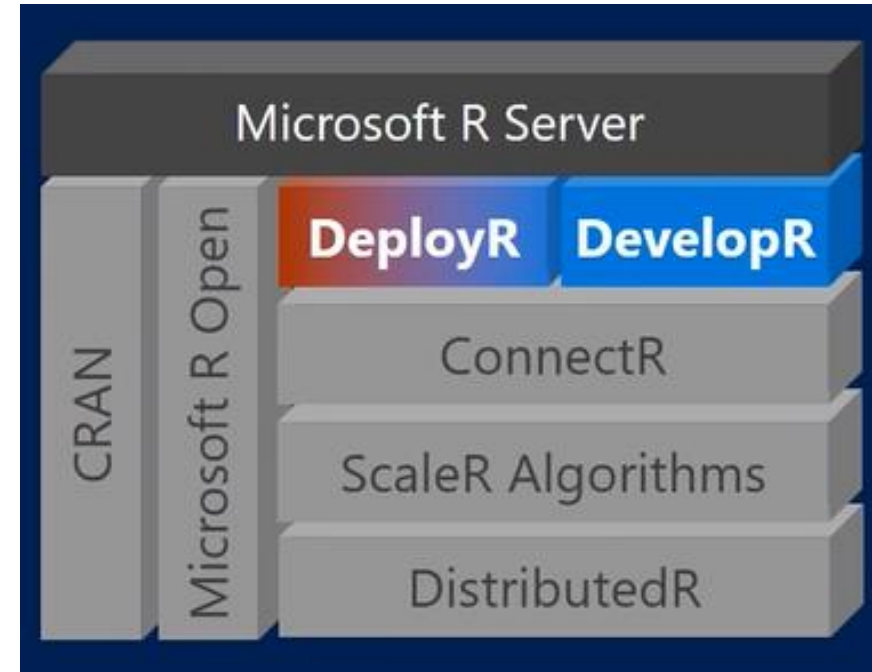 Microsoft R Server
CRAN
Microsoft R Open
DeployR
DevelopR
ConnectR
ScaleR Algorithms
DistributedR